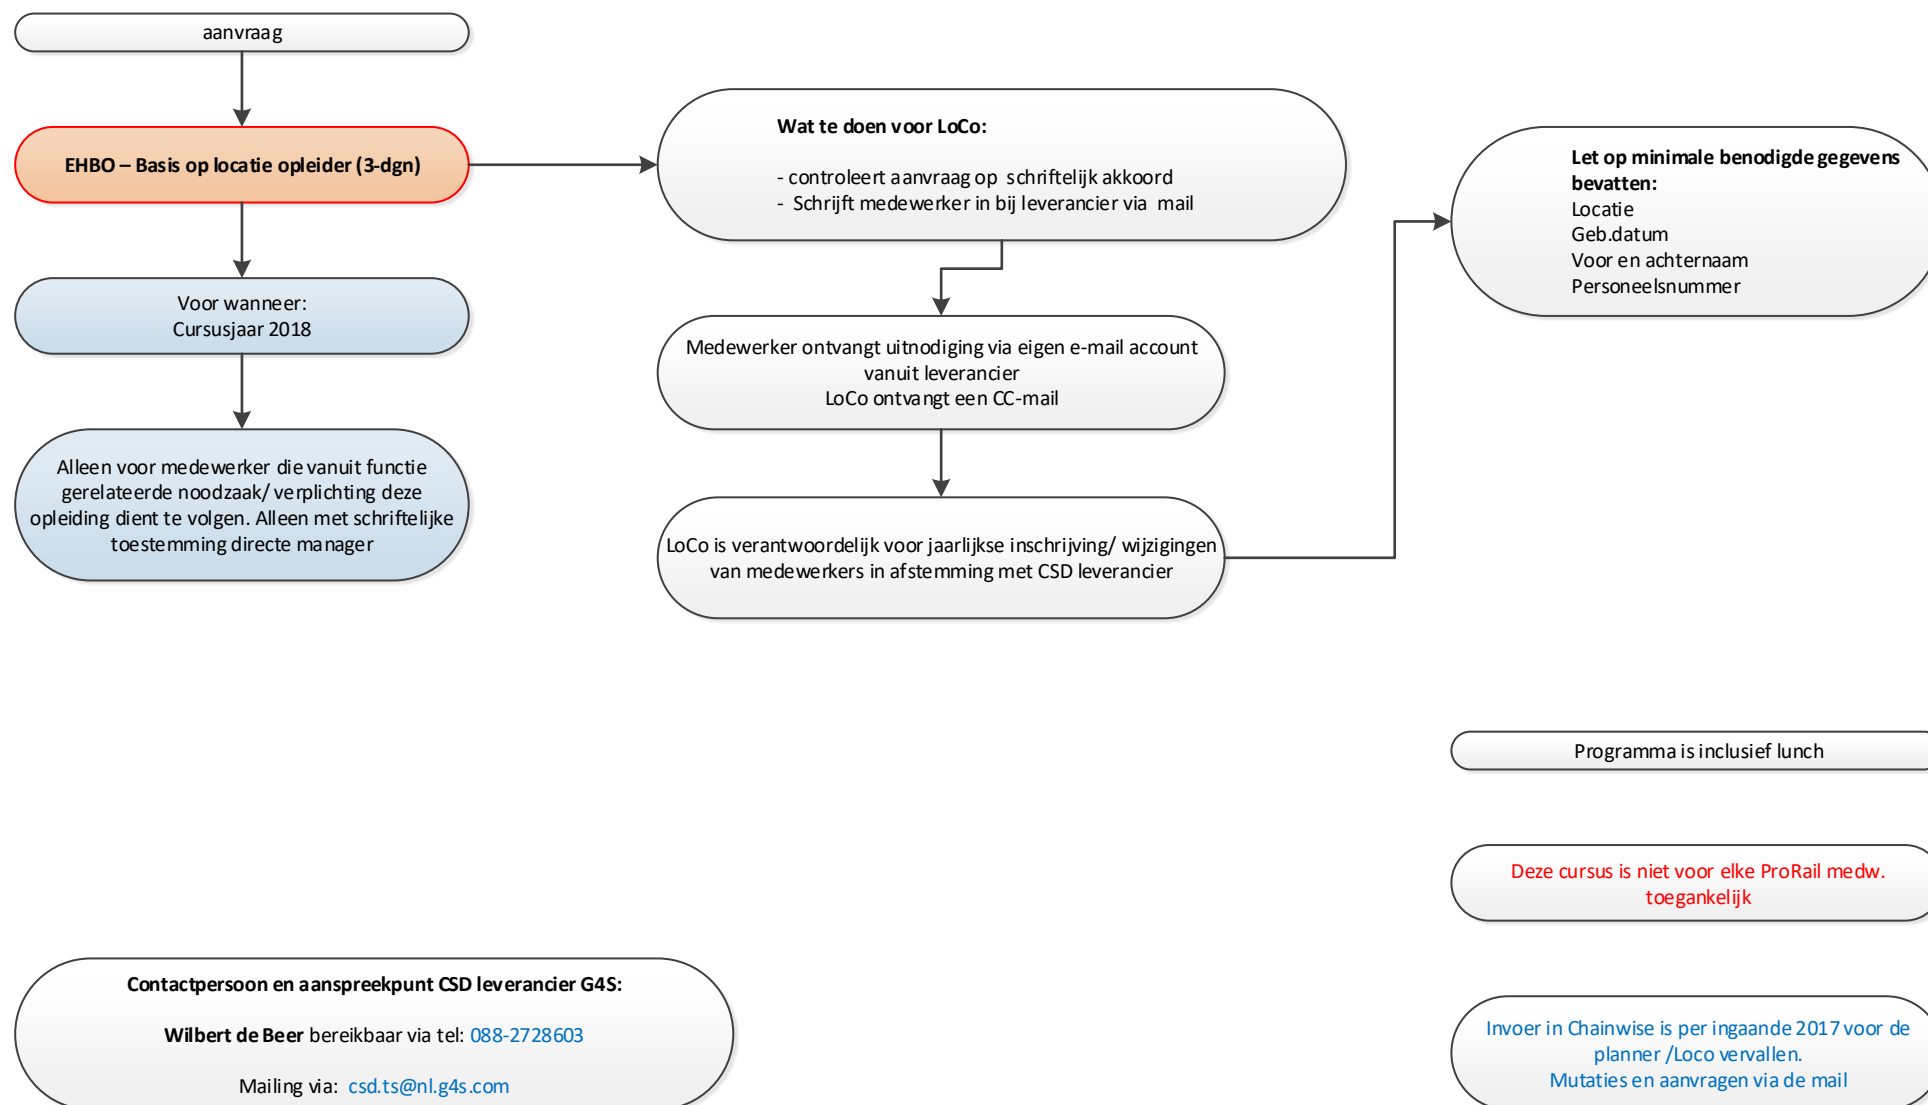 aanvraag
EHBO – Basis op locatie opleider (3-dgn)
Voor wanneer:
Cursusjaar 2018
Alleen voor medewerker die vanuit functie
gerelateerde noodzaak/ verplichting deze
opleiding dient te volgen. Alleen met schriftelijke
toestemming directe manager
Wat te doen voor LoCo:
- controleert aanvraag op schriftelijk akkoord
- Schrijft medewerker in bij leverancier via mail
Medewerker ontvangt uitnodiging via eigen e-mail account
vanuit leverancier
LoCo ontvangt een CC-mail
LoCo is verantwoordelijk voor jaarlijkse inschrijving/ wijzigingen
van medewerkers in afstemming met CSD leverancier
Let op minimale benodigde gegevens
bevatten:
Locatie
Geb.datum
Voor en achternaam
Personeelsnummer
Programma is inclusief lunch
Deze cursus is niet voor elke ProRail medw.
toegankelijk
Invoer in Chainwise is per ingaande 2017 voor de
planner /Loco vervallen.
Mutaties en aanvragen via de mail
Contactpersoon en aanspreekpunt CSD leverancier G4S:
Wilbert de Beer bereikbaar via tel: 088-2728603
Mailing via: csd.ts@nl.g4s.com